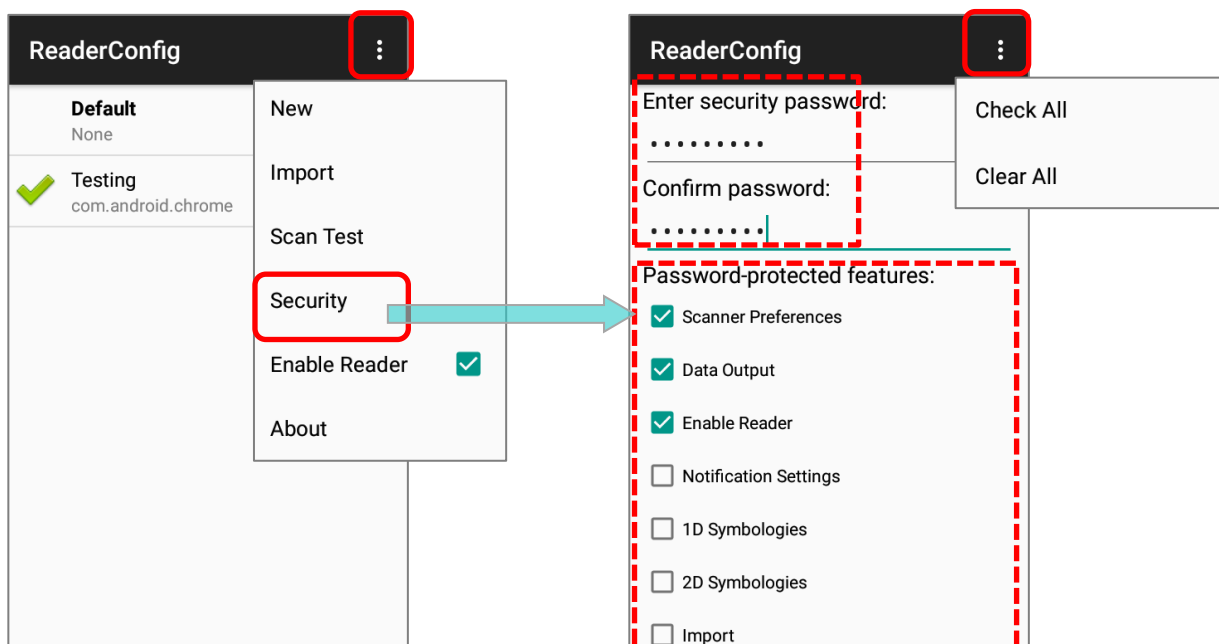 ReaderConfig
Default
None
Testing
com.android.chrome
New
Import
Scan Test
Security
Enable Reader
About
ReaderConfig
Enter security password:
.........
Confirm password:
.........
Check All
Clear All
Password-protected features:
Scanner Preferences
Data Output
Enable Reader
Notification Settings
1D Symbologies
2D Symbologies
Import